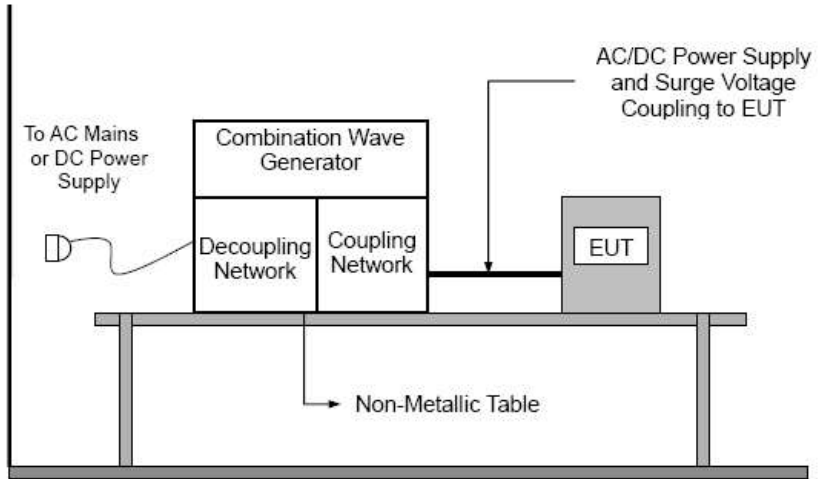 AC/DC Power Supply
and Surge Voltage
Coupling to EUT
To AC Mains
or DC Power
Supply
Combination Wave
Generator
Decoupling
Network
Coupling
Network
EUT
Non-Metallic Table